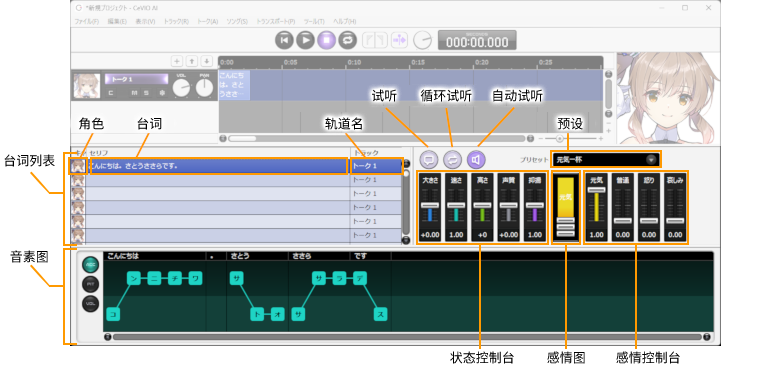 *新規プロジェクト - CeVIO AI
ファイル(F) 編集(E) 表示(V) トラック(R) トーク(A) ソング(S) トランスポート(P) ツール(T) ヘルプ(H)
000:00.000
0:00 0:05 0:10 0:15 0:20 0:25
トーク 1
VOL PAN
C M S
こんにち
は。さと
うささ…
试听 循环试听 自动试听 预设
角色 台词 轨道名
台词列表
セリフ トラック
プリセット 元気一杯
こんにちは。さとうささらです。 トーク 1
トーク 1
トーク 1
トーク 1
トーク 1
トーク 1
大きさ 速さ 高さ 声質 抑揚 元気 元気 普通 怒り 哀しみ
+0.00 1.00 +0 +0.00 1.00 1.00 0.00 0.00 0.00
音素图
こんにちは 。 さとう ささら です
VOL
コ ン ニ チ ワ サ ト オ サ サ ラ デ ス
状态控制台 感情图 感情控制台